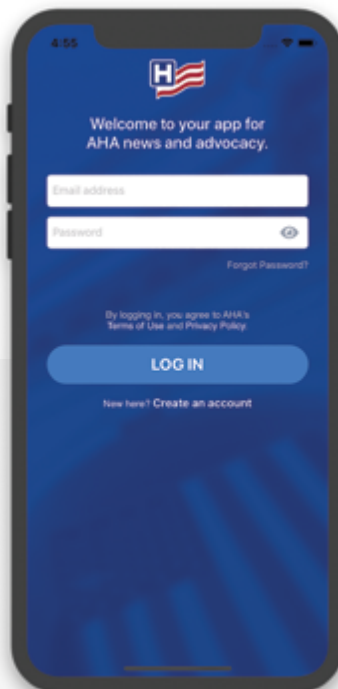 4:55
H
Welcome to your app for
AHA news and advocacy.
Email address
Password
Forgot Password?
By logging in, you agree to AHA's
Terms of Use and Privacy Policy.
LOG IN
New here? Create an account